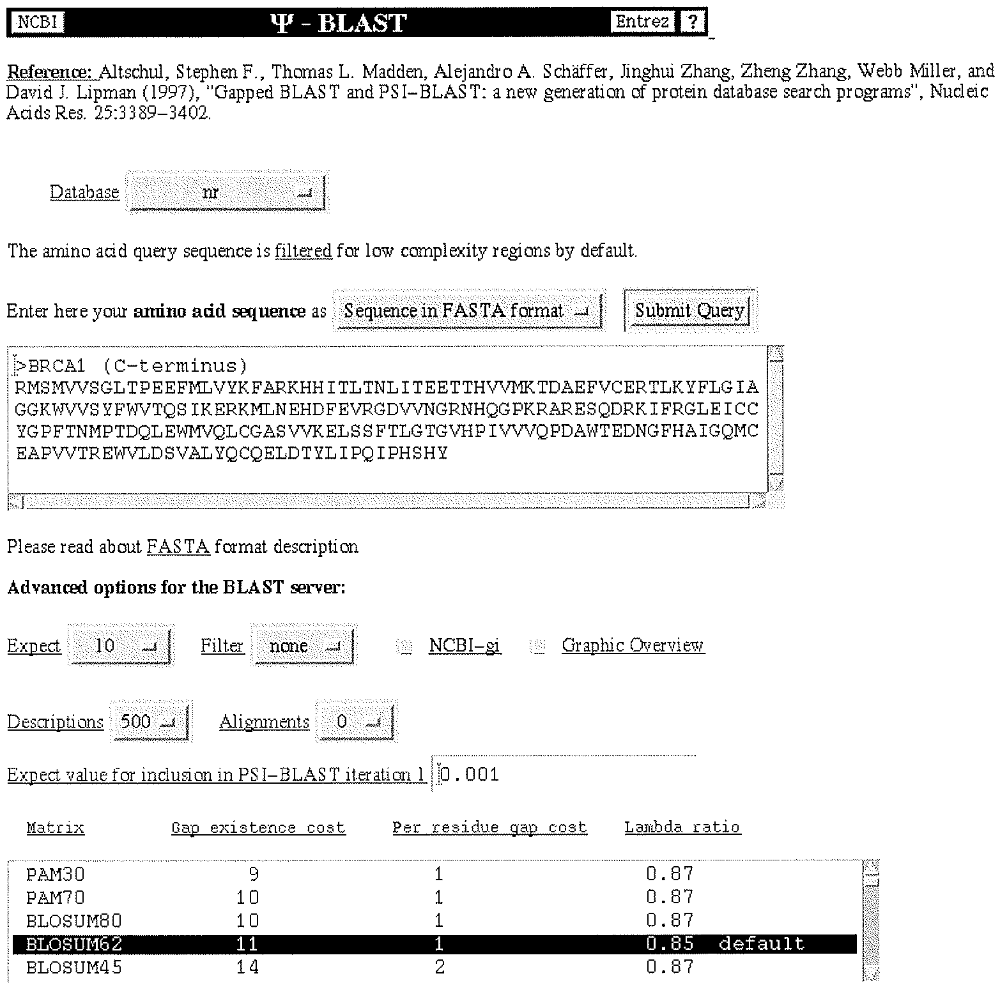 NCBI Ψ - BLAST Entrez ?
Reference: Altschul, Stephen F., Thomas L. Madden, Alejandro A. Schäffer, Jinghui Zhang, Zheng Zhang, Webb Miller, and
David J. Lipman (1997), "Gapped BLAST and PSI-BLAST: a new generation of protein database search programs", Nucleic
Acids Res. 25:3389-3402.
Database nr
The amino acid query sequence is filtered for low complexity regions by default.
Enter here your amino acid sequence as Sequence in FASTA format Submit Query
>BRCA1 (C-terminus)
RMSMVVSGLTPEEFMLVYKFARKHHITLTNLITEETTHVVMKTDAEFVCERTLKYFLGIA
GGKWVVSYFWVTQSIKERKMLNEHDFEVRGDVVNGRNHQGPKRARESQDRKIFRGLEICC
YGPFTNMPTDQLEWMVQLCGASVVKELSSFTLGTGVHPIVVVQPDAWTEDNGFHAIGQMC
EAPVVTREWVLDSVALYQCQELDTYLIPQIPHSHY
Please read about FASTA format description
Advanced options for the BLAST server:
Expect 10 Filter none NCBI-gi Graphic Overview
Descriptions 500 Alignments 0
Expect value for inclusion in PSI-BLAST iteration 1 0.001
Matrix Gap existence cost Per residue gap cost Lambda ratio
PAM30 9 1 0.87
PAM70 10 1 0.87
BLOSUM80 10 1 0.87
BLOSUM62 11 1 0.85 default
BLOSUM45 14 2 0.87